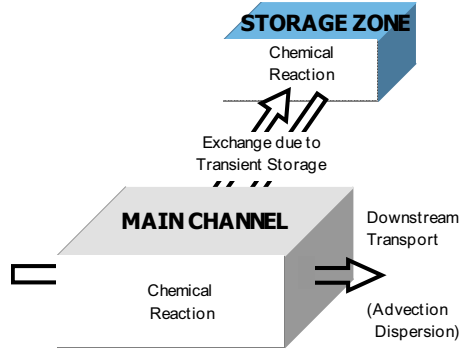 STORAGE ZONE
Chemical
Reaction
Exchange due to
Transient Storage
MAIN CHANNEL
Downstream
Transport
Chemical
Reaction
(Advection
Dispersion)